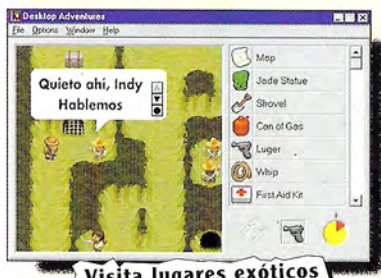 Desktop Adventures
File Options Window Help
Quieto ahí, Indy
Hablemos
Map
Jade Statue
Shovel
Can of Gas
Luger
Whip
First Aid Kit
Visita lugares exóticos